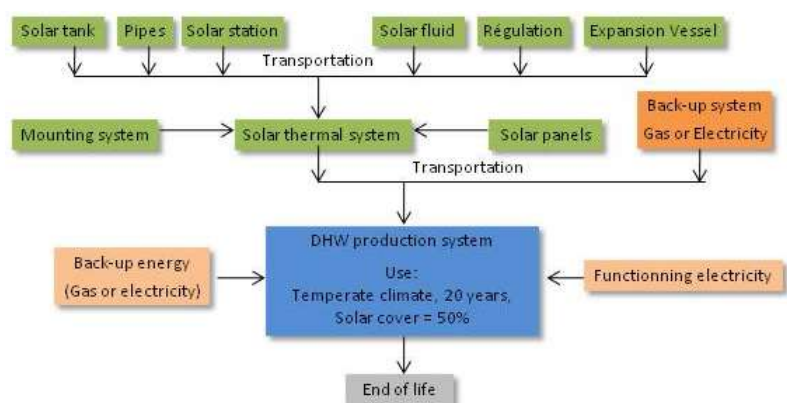 Solar tank
Pipes
Solar station
Solar fluid
Régulation
Expansion Vessel
Transportation
Back-up system
Gas or Electricity
Mounting system
Solar thermal system
Solar panels
Transportation
DHW production system
Use:
Temperate climate, 20 years,
Solar cover = 50%
Back-up energy
(Gas or electricity)
Functionning electricity
End of life